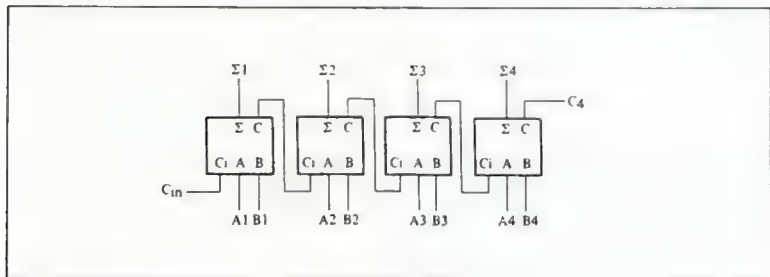 Σ1 Σ2 Σ3 Σ4
C4
Σ C Σ C Σ C Σ C
Ci A B Ci A B Ci A B Ci A B
Cin
A1 B1 A2 B2 A3 B3 A4 B4